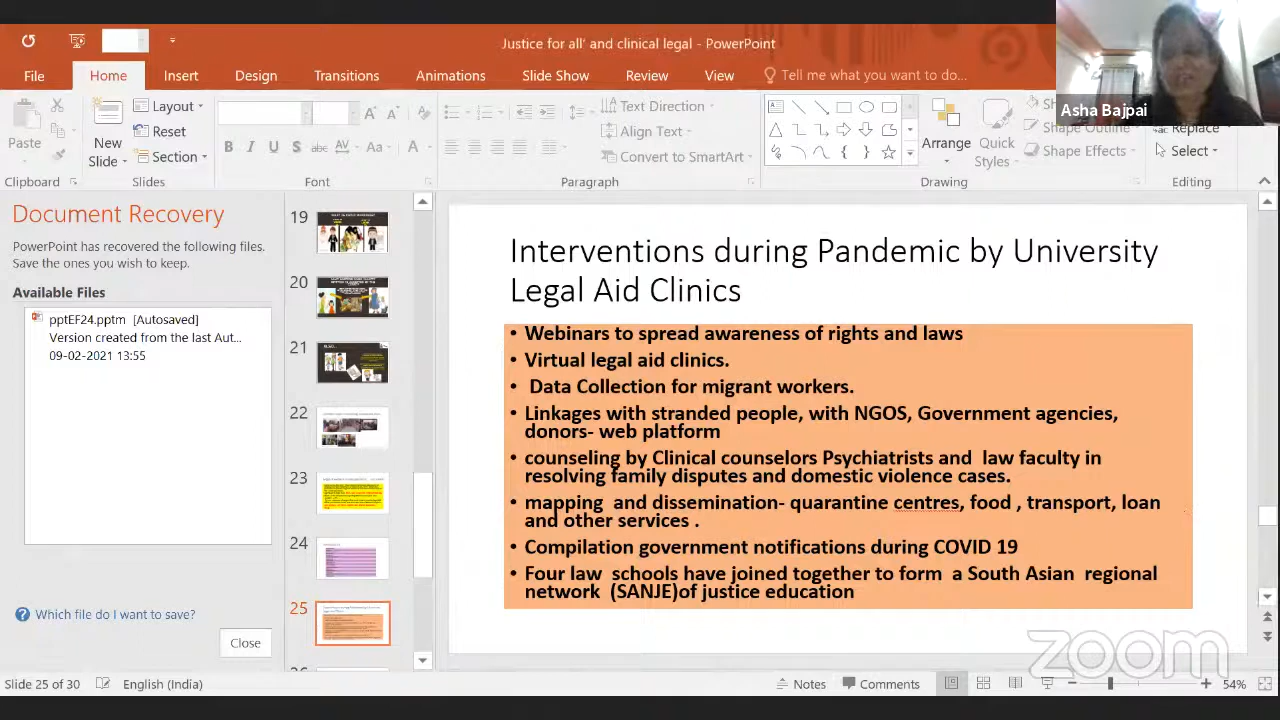 Justice for all' and clinical legal - PowerPoint
File
Home
Insert
Design
Transitions
Animations
Slide Show
Review
View
Tell me what you want to do...
Asha Bajpai
Paste
New
Slide
Layout
Reset
Section
B I U S abc AV Aa A
Text Direction
Align Text
Convert to SmartArt
Arrange
Quick
Styles
Shape Outline
Shape Effects
Replace
Select
Clipboard
Slides
Font
Paragraph
Drawing
Editing
Document Recovery
PowerPoint has recovered the following files.
Save the ones you wish to keep.
Available Files
pptEF24.pptm [Autosaved]
Version created from the last Aut...
09-02-2021 13:55
Which file do I want to save?
Close
19
20
21
22
23
24
25
Interventions during Pandemic by University
Legal Aid Clinics
• Webinars to spread awareness of rights and laws
• Virtual legal aid clinics.
• Data Collection for migrant workers.
• Linkages with stranded people, with NGOS, Government agencies,
donors- web platform
• counseling by Clinical counselors Psychiatrists and law faculty in
resolving family disputes and domestic violence cases.
• mapping and dissemination- quarantine centres, food , transport, loan
and other services .
• Compilation government notifications during COVID 19
• Four law schools have joined together to form a South Asian regional
network (SANJE)of justice education
zoom
Slide 25 of 30
English (India)
Notes
Comments
54%